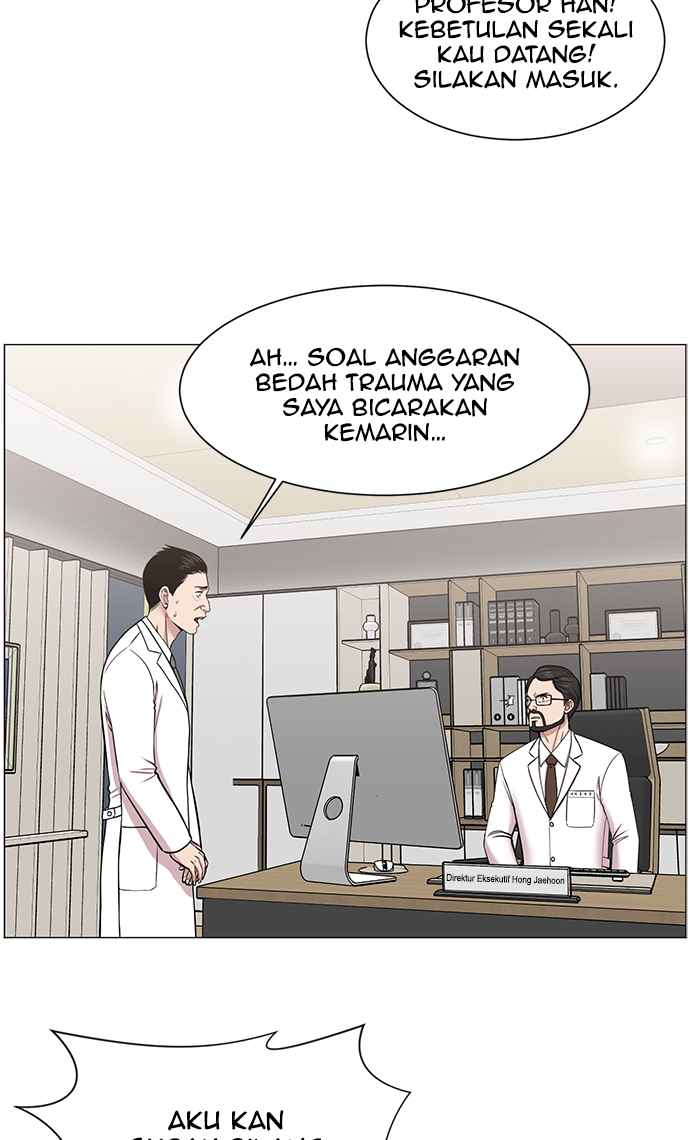 PROFESOR HAN!
KEBETULAN SEKALI
KAU DATANG!
SILAKAN MASUK.
AH... SOAL ANGGARAN
BEDAH TRAUMA YANG
SAYA BICARAKAN
KEMARIN...
Direktur Eksekutif Hong Jaehoon
AKU KAN